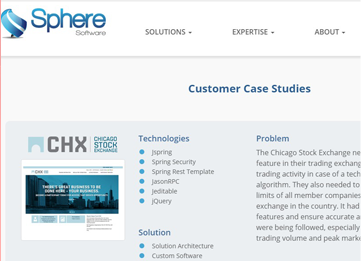 Sphere
Software
SOLUTIONS
EXPERTISE
ABOUT
Customer Case Studies
CHX CHICAGO STOCK EXCHANGE
THERE'S GREAT BUSINESS TO BE
DONE HERE – YOUR BUSINESS.
Technologies
Jspring
Spring Security
Spring Rest Template
JasonRPC
Jeditable
jQuery
Solution
Solution Architecture
Custom Software
Problem
The Chicago Stock Exchange ne
feature in their trading exchang
trading activity in case of a tech
algorithm. They also needed to
limits of all member companies
exchange in the country. It had
features and ensure accurate a
were being followed, especially
trading volume and peak marke